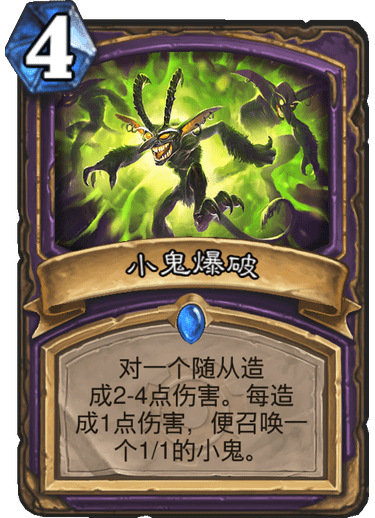 4
小鬼爆破
对一个随从造
成2-4点伤害。每造
成1点伤害，便召唤一
个1/1的小鬼。